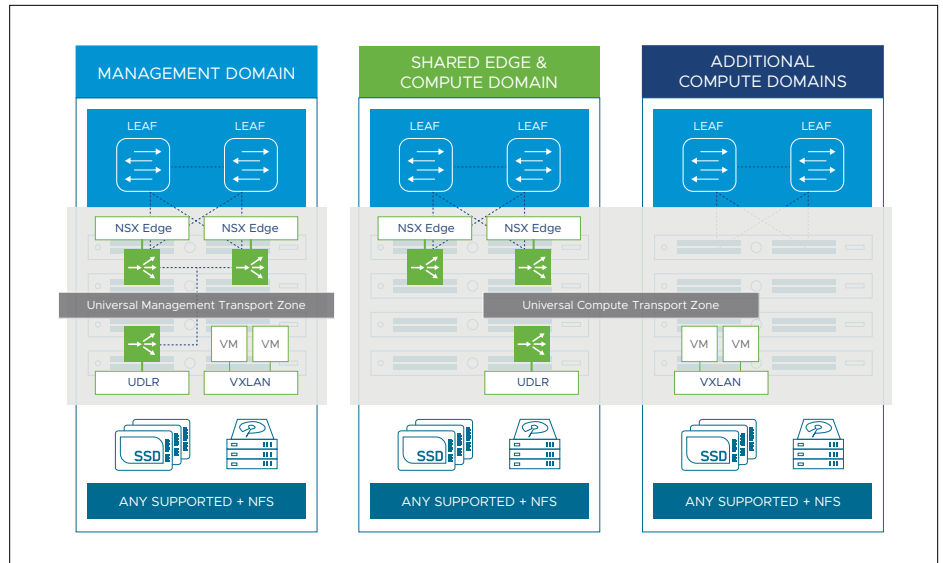 MANAGEMENT DOMAIN
LEAF
LEAF
NSX Edge
NSX Edge
Universal Management Transport Zone
VM
VM
UDLR
VXLAN
SSD
ANY SUPPORTED + NFS
SHARED EDGE &
COMPUTE DOMAIN
LEAF
LEAF
NSX Edge
NSX Edge
Universal Compute Transport Zone
UDLR
SSD
ANY SUPPORTED + NFS
ADDITIONAL
COMPUTE DOMAINS
LEAF
LEAF
VM
VM
VXLAN
SSD
ANY SUPPORTED + NFS